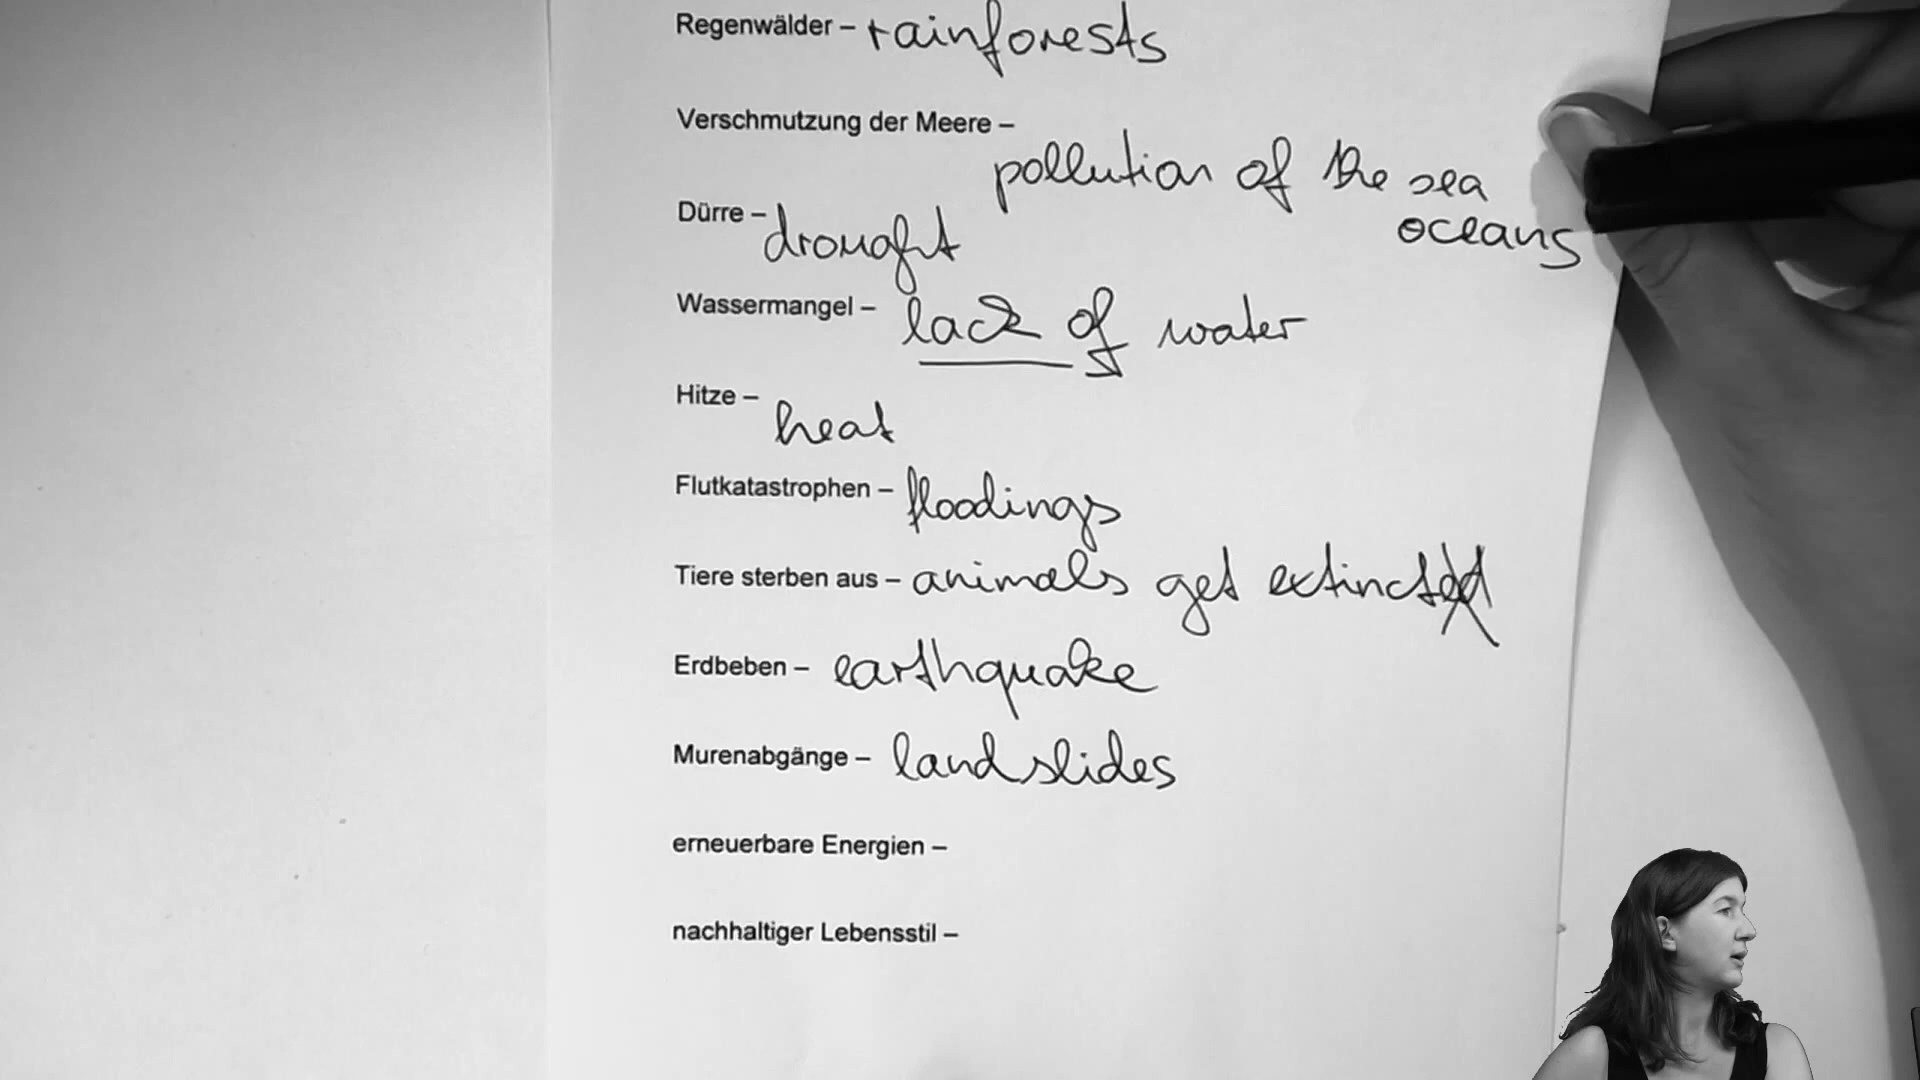 Regenwälder – rainforests
Verschmutzung der Meere –
pollution of the sea
oceans
Dürre – drought
Wassermangel – lack of water
Hitze – heat
Flutkatastrophen – floodings
Tiere sterben aus – animals get extincted
Erdbeben – earthquake
Murenabgänge – landslides
erneuerbare Energien –
nachhaltiger Lebensstil –